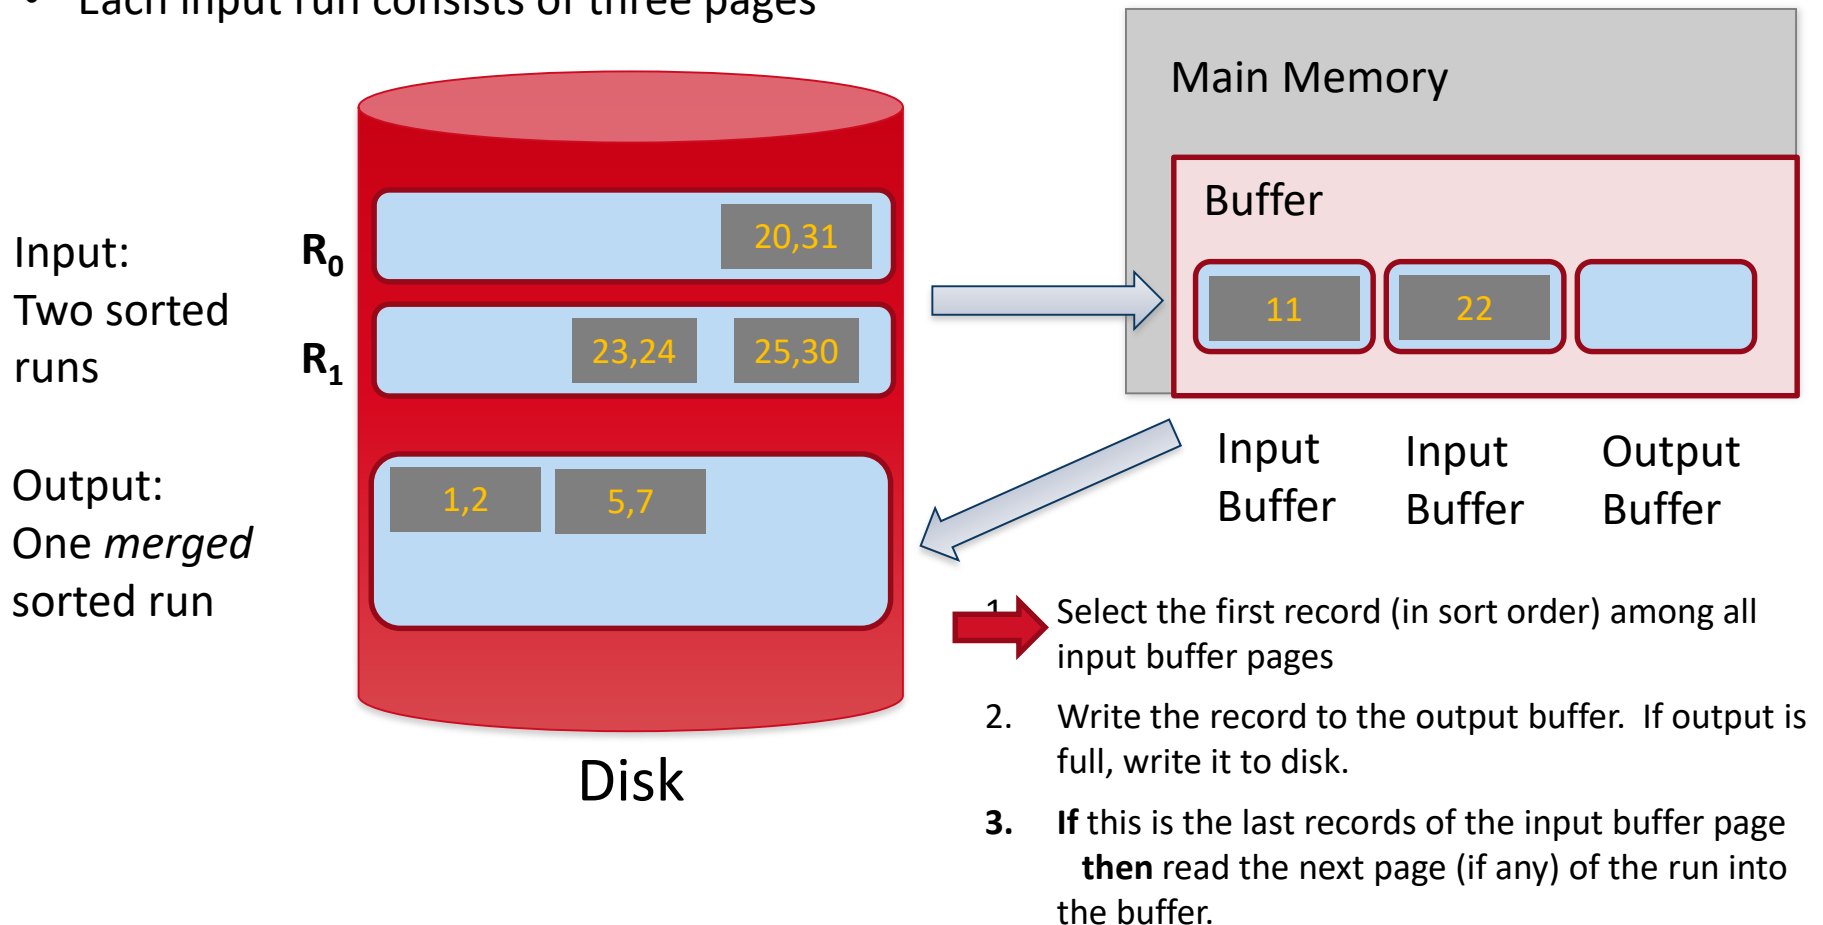 • Each input run consists of three pages
Main Memory
Buffer
Input:
Two sorted
runs
R0
20,31
R1
23,24 25,30
11 22
Input
Buffer
Input
Buffer
Output
Buffer
Output:
One merged
sorted run
1,2 5,7
Disk
1. Select the first record (in sort order) among all
input buffer pages
2. Write the record to the output buffer. If output is
full, write it to disk.
3. If this is the last records of the input buffer page
then read the next page (if any) of the run into
the buffer.